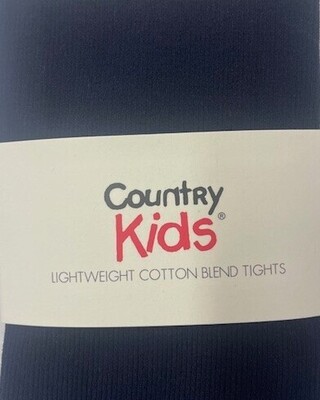 Country
Kids®
LIGHTWEIGHT COTTON BLEND TIGHTS